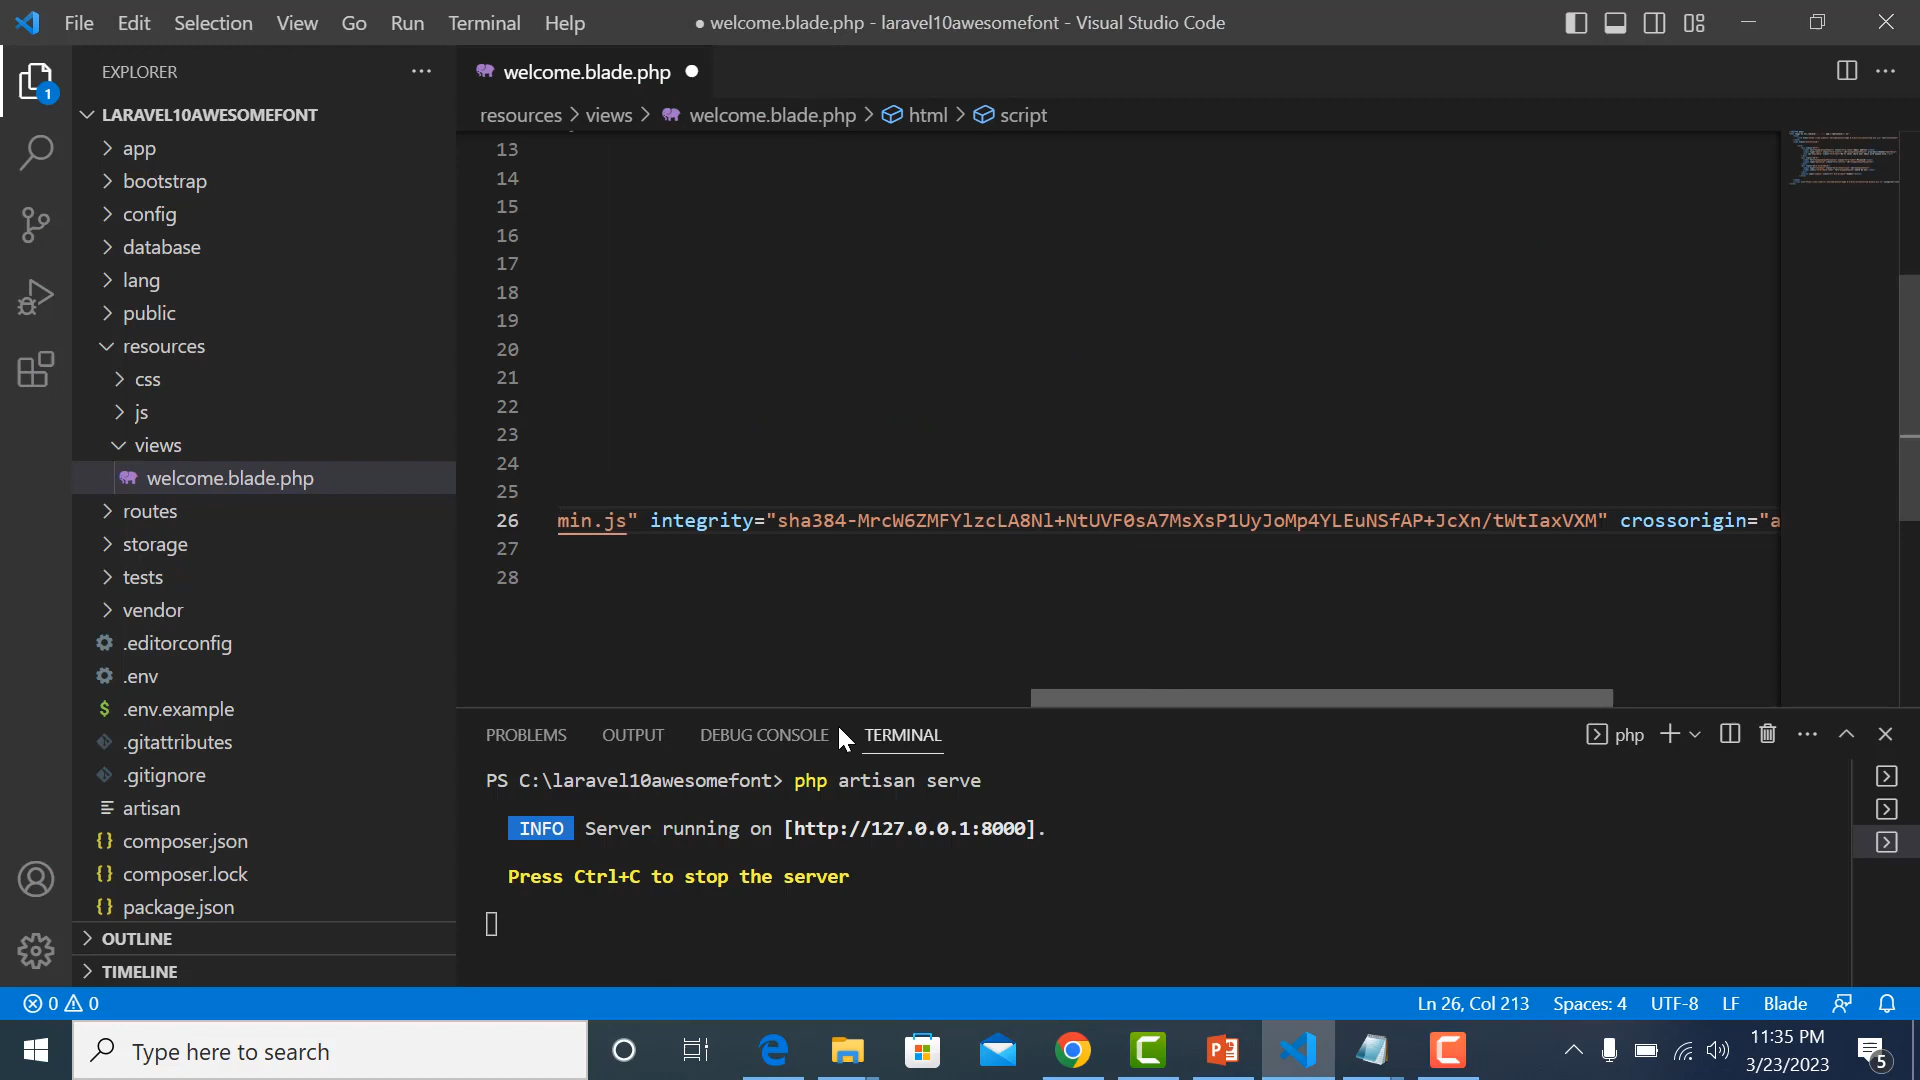 File Edit Selection View Go Run Terminal Help
● welcome.blade.php - laravel10awesomefont - Visual Studio Code
EXPLORER
1
LARAVEL10AWESOMEFONT
app
bootstrap
config
database
lang
public
resources
css
js
views
welcome.blade.php
routes
storage
tests
vendor
.editorconfig
.env
.env.example
.gitattributes
.gitignore
artisan
composer.json
composer.lock
package.json
OUTLINE
TIMELINE
welcome.blade.php ●
resources > views > welcome.blade.php > html > script
13
14
15
16
17
18
19
20
21
22
23
24
25
26 min.js" integrity="sha384-MrcW6ZMFYlzcLA8Nl+NtUVF0sA7MsXsP1UyJoMp4YLEuNSfAP+JcXn/tWtIaxVXM" crossorigin="a
27
28
PROBLEMS OUTPUT DEBUG CONSOLE TERMINAL
php
PS C:\laravel10awesomefont> php artisan serve
INFO Server running on [http://127.0.0.1:8000].
Press Ctrl+C to stop the server
0 0
Ln 26, Col 213 Spaces: 4 UTF-8 LF Blade
Type here to search
11:35 PM
3/23/2023
5